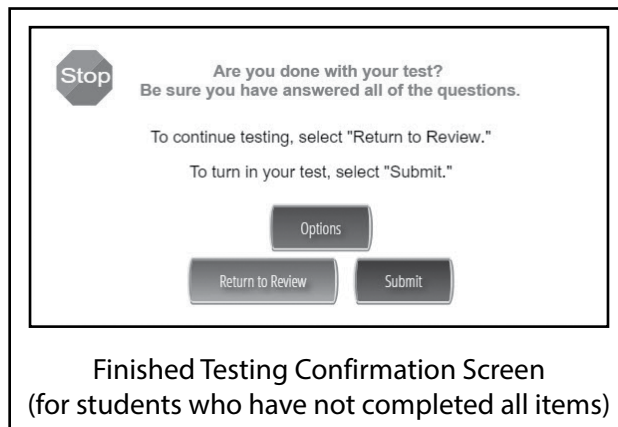 Stop
Are you done with your test?
Be sure you have answered all of the questions.
To continue testing, select "Return to Review."
To turn in your test, select "Submit."
Options
Return to Review
Submit
Finished Testing Confirmation Screen
(for students who have not completed all items)